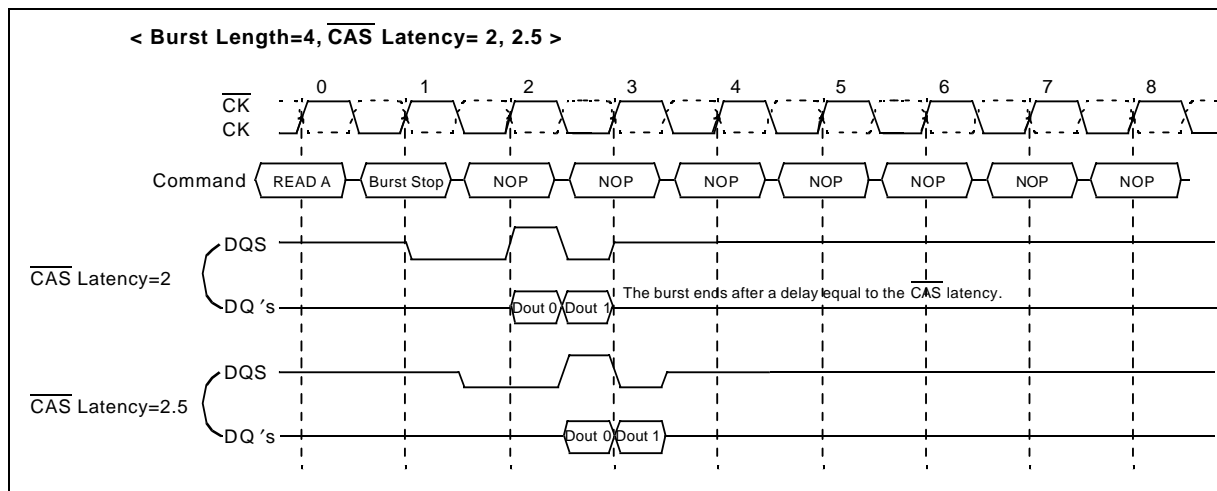 < Burst Length=4, CAS Latency= 2, 2.5 >
0 1 2 3 4 5 6 7 8
CK
CK
Command READ A Burst Stop NOP NOP NOP NOP NOP NOP NOP
DQS
CAS Latency=2
The burst ends after a delay equal to the CAS latency.
DQ 's Dout 0 Dout 1
DQS
CAS Latency=2.5
DQ 's Dout 0 Dout 1